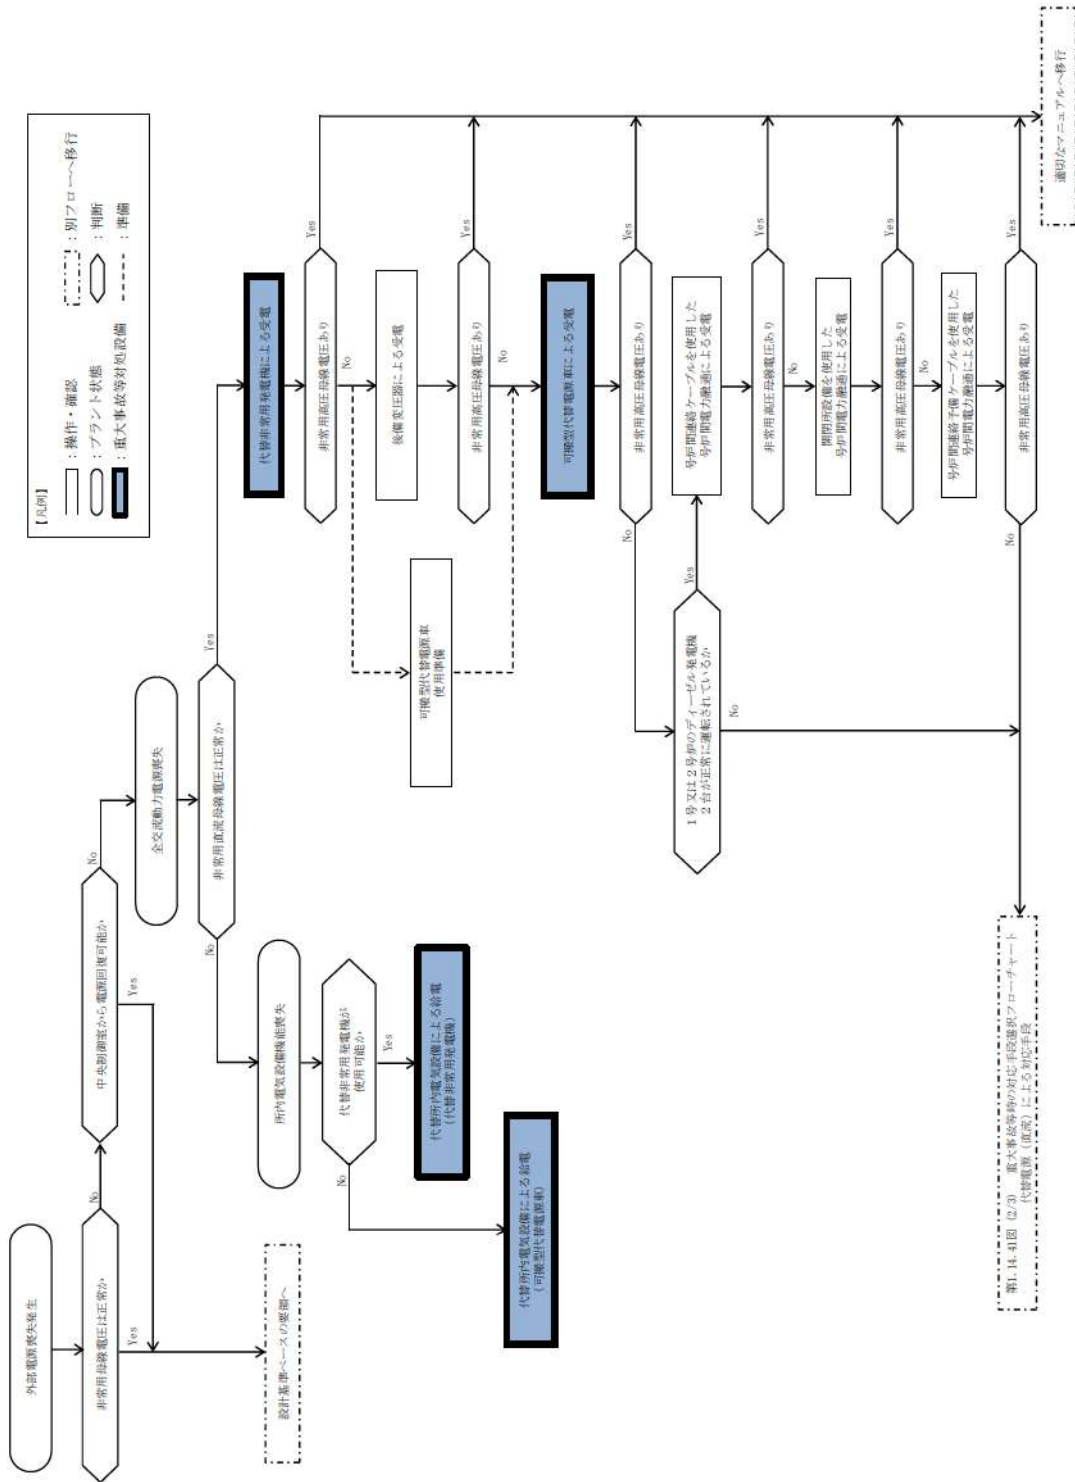 外部電源喪失発生
非常用母線電圧は正常か
No
Yes
中央制御室から電源回復可能か
No
Yes
設計基準ベースの要領へ
全交流動力電源喪失
非常用直流母線電圧は正常か
No
Yes
所内電気設備機能喪失
代替非常用発電機が
使用可能か
No
Yes
代替所内電気設備による給電
(代替非常用発電機)
代替所内電気設備による給電
(可搬型代替電源車)
【凡例】
：操作・確認
：プラント状態
：重大事故等対処設備
：別フローへ移行
：判断
：準備
代替非常用発電機による受電
非常用高圧母線電圧あり
Yes
No
後備変圧器による受電
可搬型代替電源車
使用準備
非常用高圧母線電圧あり
Yes
No
可搬型代替電源車による受電
非常用高圧母線電圧あり
Yes
No
1号又は2号炉のディーゼル発電機
2台が正常に運転されているか
Yes
No
号炉間連絡ケーブルを使用した
号炉間電力融通による受電
非常用高圧母線電圧あり
Yes
No
開閉所設備を使用した
号炉間電力融通による受電
非常用高圧母線電圧あり
Yes
No
号炉間連絡予備ケーブルを使用した
号炉間電力融通による受電
非常用高圧母線電圧あり
Yes
No
第1.14.41図 (2/3) 重大事故等時の対応手段選択フローチャート
代替電源（直流）による対応手段
適切なマニュアルへ移行